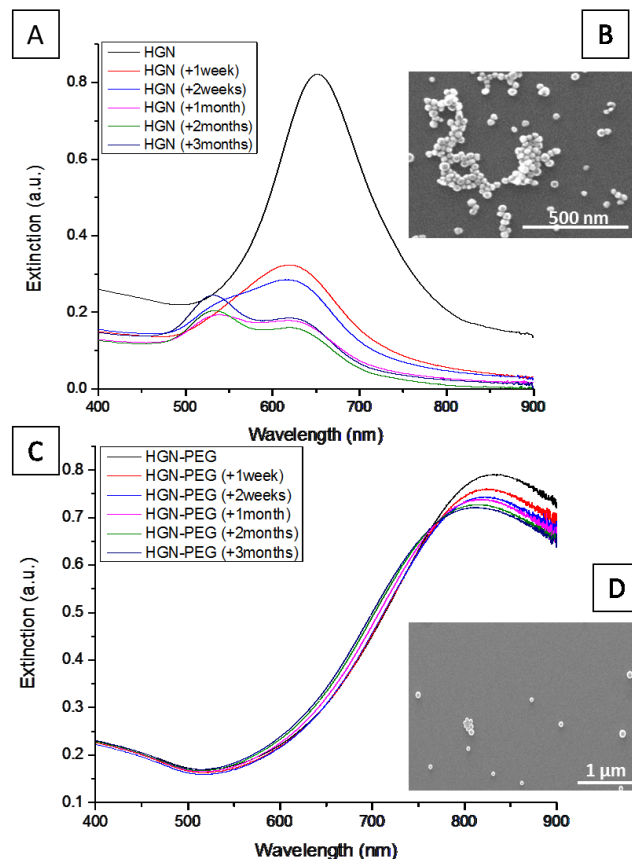 A
B
HGN
HGN (+1week)
HGN (+2weeks)
HGN (+1month)
HGN (+2months)
HGN (+3months)
0.8
0.6
0.4
0.2
0.0
Extinction (a.u.)
500 nm
400 500 600 700 800 900
Wavelength (nm)
C
HGN-PEG
HGN-PEG (+1week)
HGN-PEG (+2weeks)
HGN-PEG (+1month)
HGN-PEG (+2months)
HGN-PEG (+3months)
0.8
0.7
0.6
0.5
0.4
0.3
0.2
0.1
Extinction (a.u.)
D
1 µm
400 500 600 700 800 900
Wavelength (nm)